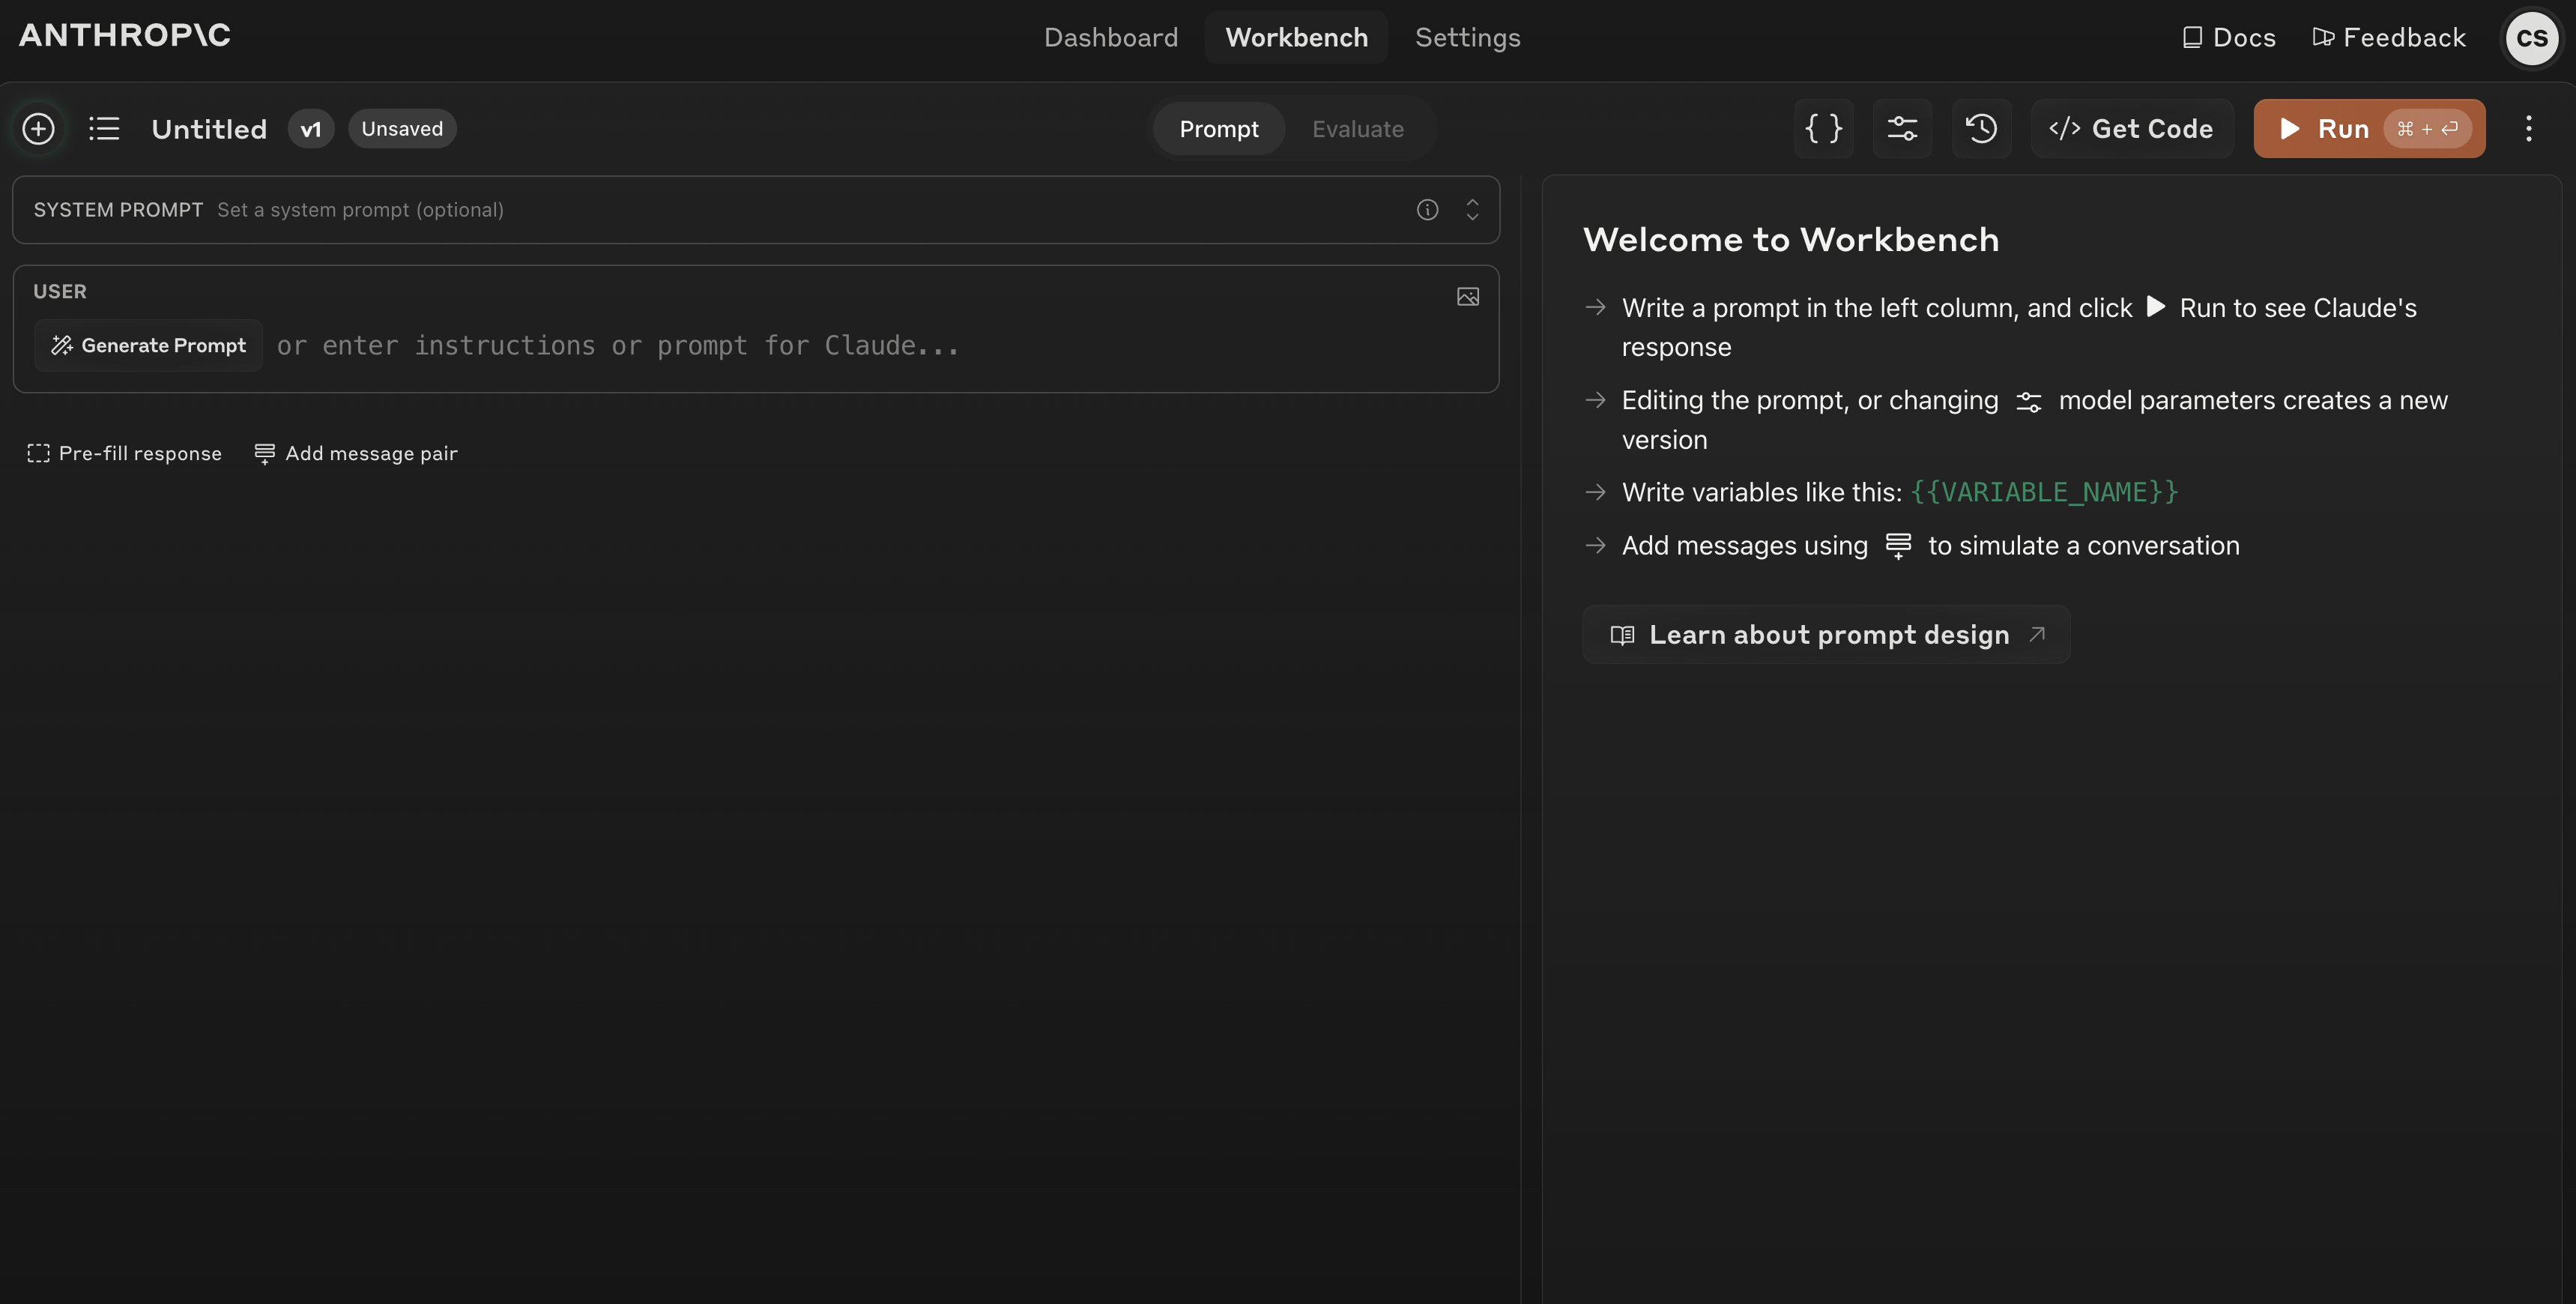 ANTHROP\C
Dashboard Workbench Settings
Docs Feedback CS
Untitled v1 Unsaved
Prompt Evaluate
{ } </> Get Code Run ⌘ + ⏎
SYSTEM PROMPT Set a system prompt (optional)
USER
Generate Prompt or enter instructions or prompt for Claude...
Pre-fill response Add message pair
Welcome to Workbench
→ Write a prompt in the left column, and click ▶ Run to see Claude's
response
→ Editing the prompt, or changing model parameters creates a new
version
→ Write variables like this: {{VARIABLE_NAME}}
→ Add messages using to simulate a conversation
Learn about prompt design ↗